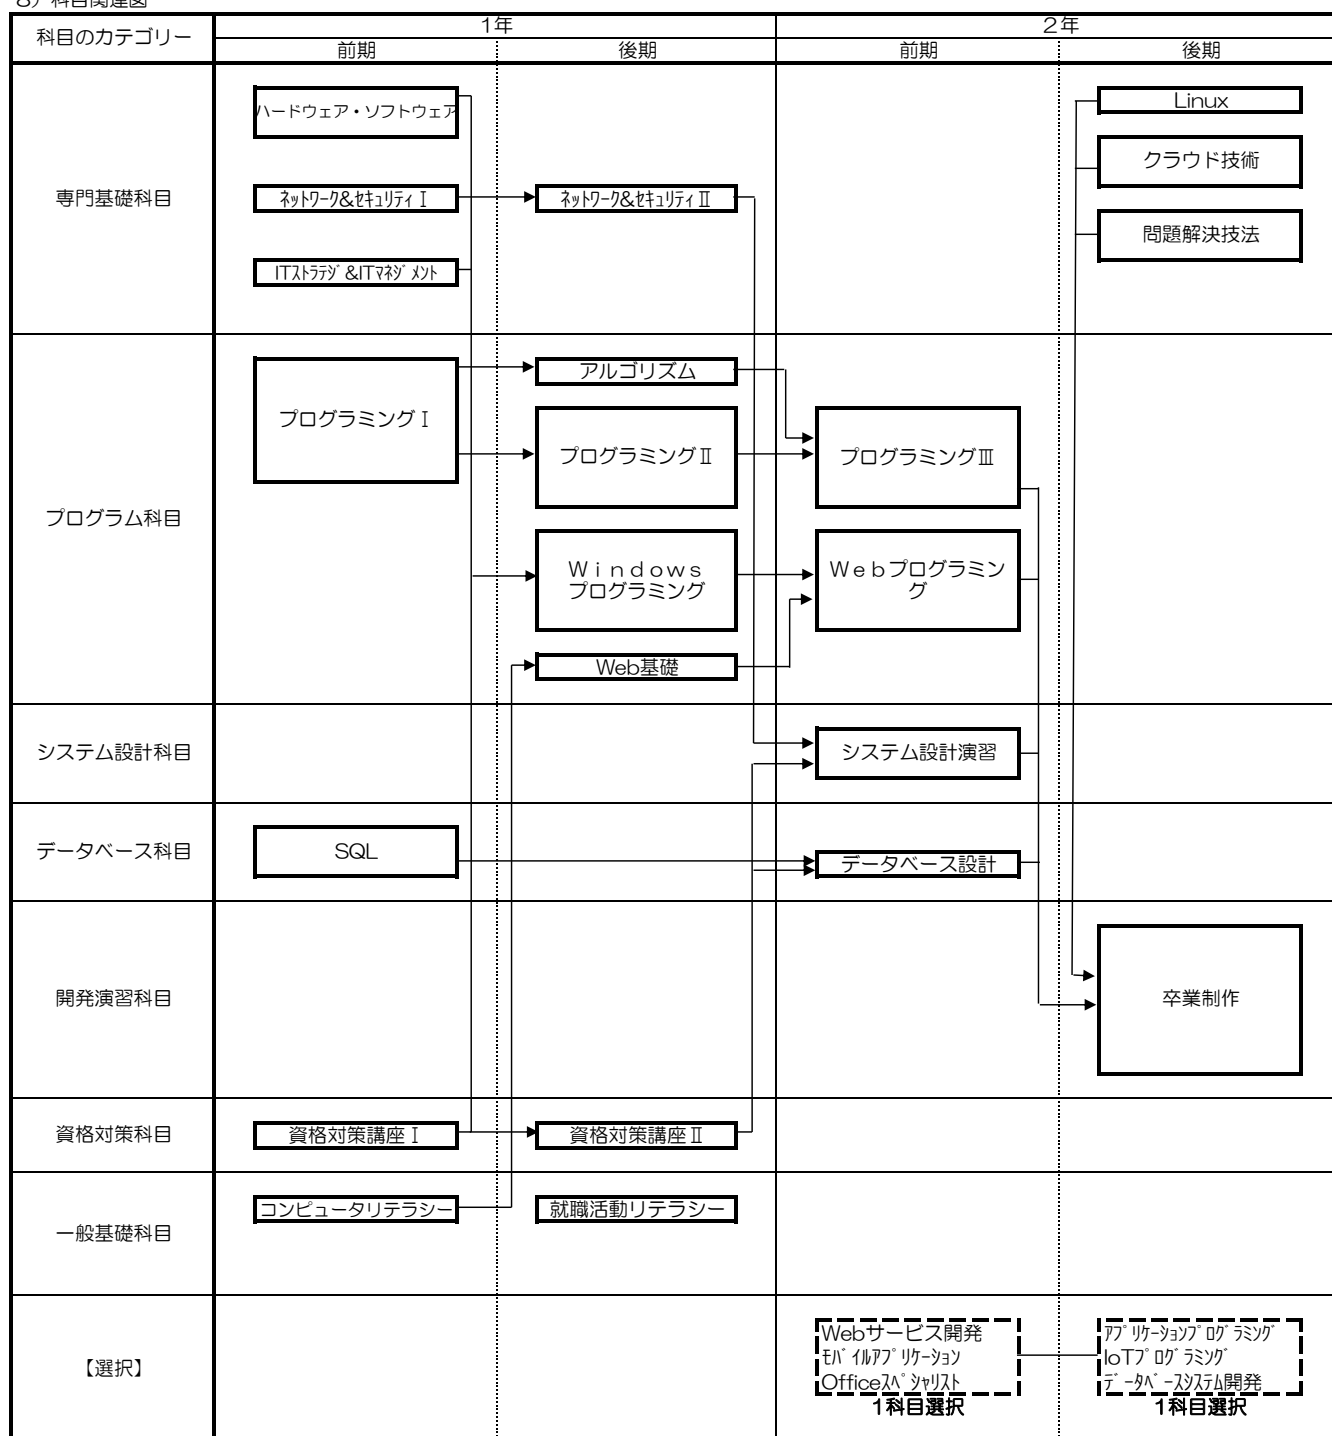 8）科目関連図
科目のカテゴリー
1年
2年
前期
後期
前期
後期
専門基礎科目
ハードウェア・ソフトウェア
ﾈｯﾄﾜｰｸ&ｾｷｭﾘﾃｨⅠ
ITｽﾄﾗﾃｼﾞ&ITﾏﾈｼﾞﾒﾝﾄ
ﾈｯﾄﾜｰｸ&ｾｷｭﾘﾃｨⅡ
Linux
クラウド技術
問題解決技法
プログラム科目
プログラミングⅠ
アルゴリズム
プログラミングⅡ
Ｗｉｎｄｏｗｓ
プログラミング
Web基礎
プログラミングⅢ
Ｗｅｂプログラミン
グ
システム設計科目
システム設計演習
データベース科目
SQL
データベース設計
開発演習科目
卒業制作
資格対策科目
資格対策講座Ⅰ
資格対策講座Ⅱ
一般基礎科目
コンピュータリテラシー
就職活動リテラシー
【選択】
Webサービス開発
ﾓﾊﾞｲﾙｱﾌﾟﾘｹｰｼｮﾝ
Officeｽﾍﾟｼｬﾘｽﾄ
1科目選択
ｱﾌﾟﾘｹｰｼｮﾝﾌﾟﾛｸﾞﾗﾐﾝｸﾞ
IoTﾌﾟﾛｸﾞﾗﾐﾝｸﾞ
ﾃﾞｰﾀﾍﾞｰｽｼｽﾃﾑ開発
1科目選択